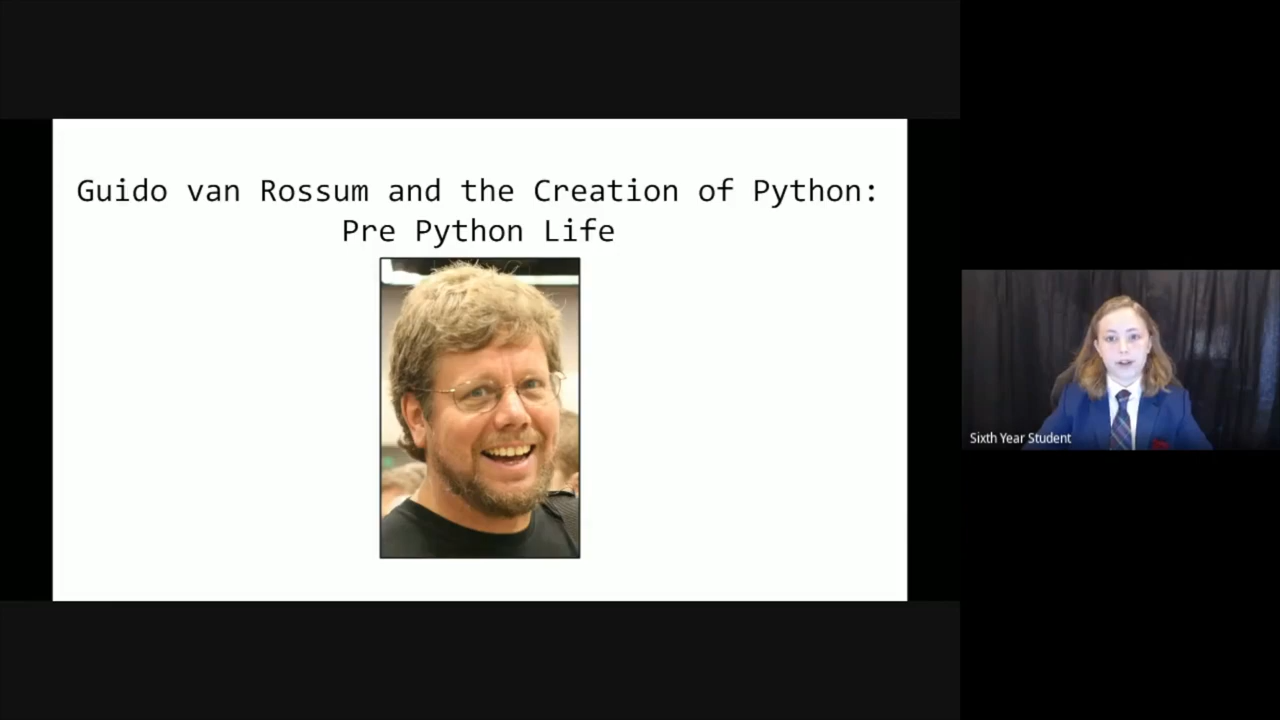 Guido van Rossum and the Creation of Python:
Pre Python Life
Sixth Year Student